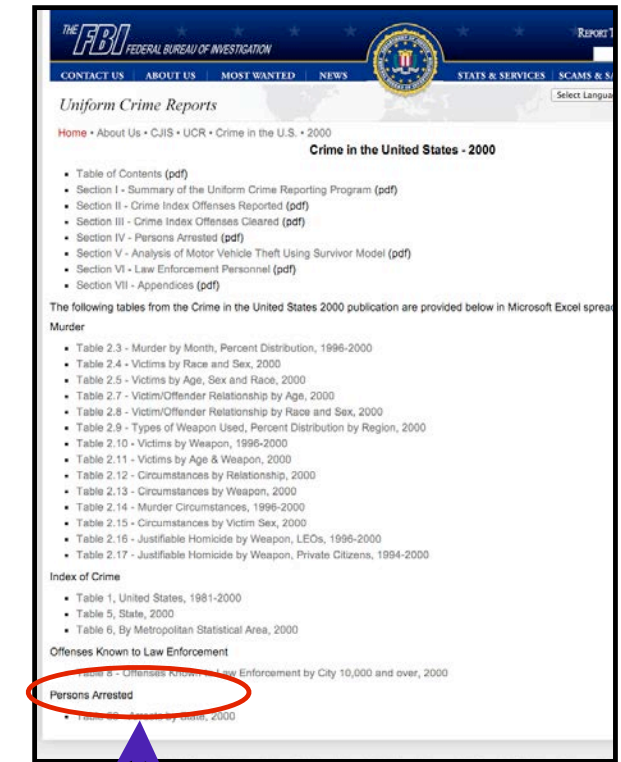 THE FBI FEDERAL BUREAU OF INVESTIGATION
REPORT
CONTACT US ABOUT US MOST WANTED NEWS STATS & SERVICES SCAMS &
Uniform Crime Reports
Select
Home • About Us • CJIS • UCR • Crime in the U.S. • 2000
Crime in the United States - 2000
• Table of Contents (pdf)
• Section I - Summary of the Uniform Crime Reporting Program (pdf)
• Section II - Crime Index Offenses Reported (pdf)
• Section III - Crime Index Offenses Cleared (pdf)
• Section IV - Persons Arrested (pdf)
• Section V - Analysis of Motor Vehicle Theft Using Survivor Model (pdf)
• Section VI - Law Enforcement Personnel (pdf)
• Section VII - Appendices (pdf)
The following tables from the Crime in the United States 2000 publication are provided below in Microsoft Excel
Murder
• Table 2.3 - Murder by Month, Percent Distribution, 1996-2000
• Table 2.4 - Victims by Race and Sex, 2000
• Table 2.5 - Victims by Age, Sex and Race, 2000
• Table 2.7 - Victim/Offender Relationship by Age, 2000
• Table 2.8 - Victim/Offender Relationship by Race and Sex, 2000
• Table 2.9 - Types of Weapon Used, Percent Distribution by Region, 2000
• Table 2.10 - Victims by Weapon, 1996-2000
• Table 2.11 - Victims by Age & Weapon, 2000
• Table 2.12 - Circumstances by Relationship, 2000
• Table 2.13 - Circumstances by Weapon, 2000
• Table 2.14 - Murder Circumstances, 1996-2000
• Table 2.15 - Circumstances by Victim Sex, 2000
• Table 2.16 - Justifiable Homicide by Weapon, LEOs, 1996-2000
• Table 2.17 - Justifiable Homicide by Weapon, Private Citizens, 1994-2000
Index of Crime
• Table 1, United States, 1981-2000
• Table 5, State, 2000
• Table 6, By Metropolitan Statistical Area, 2000
Offenses Known to Law Enforcement
• Table 8 - Offenses Known to Law Enforcement by City 10,000 and over, 2000
Persons Arrested
• Table - Arrests by State, 2000